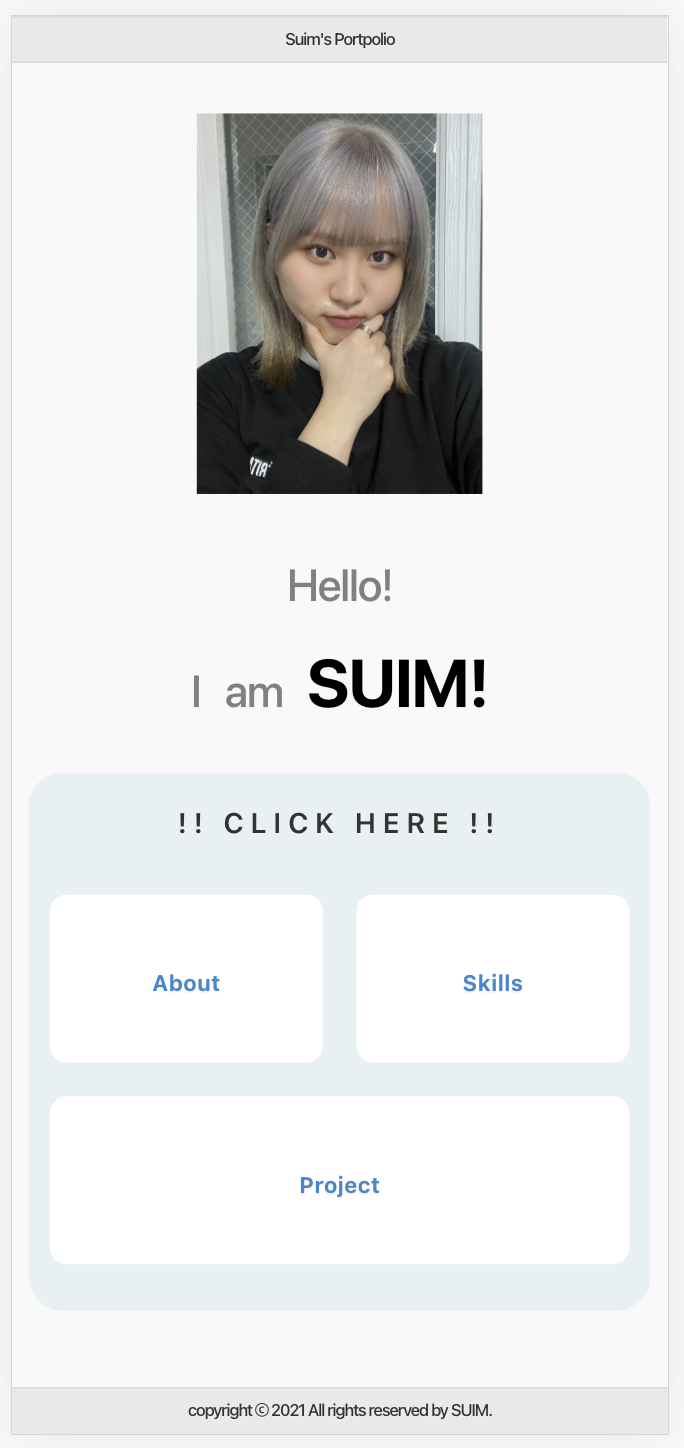 Suim's Portpolio
Hello!
I am SUIM!
!! CLICK HERE !!
About
Skills
Project
copyright ⓒ 2021 All rights reserved by SUIM.